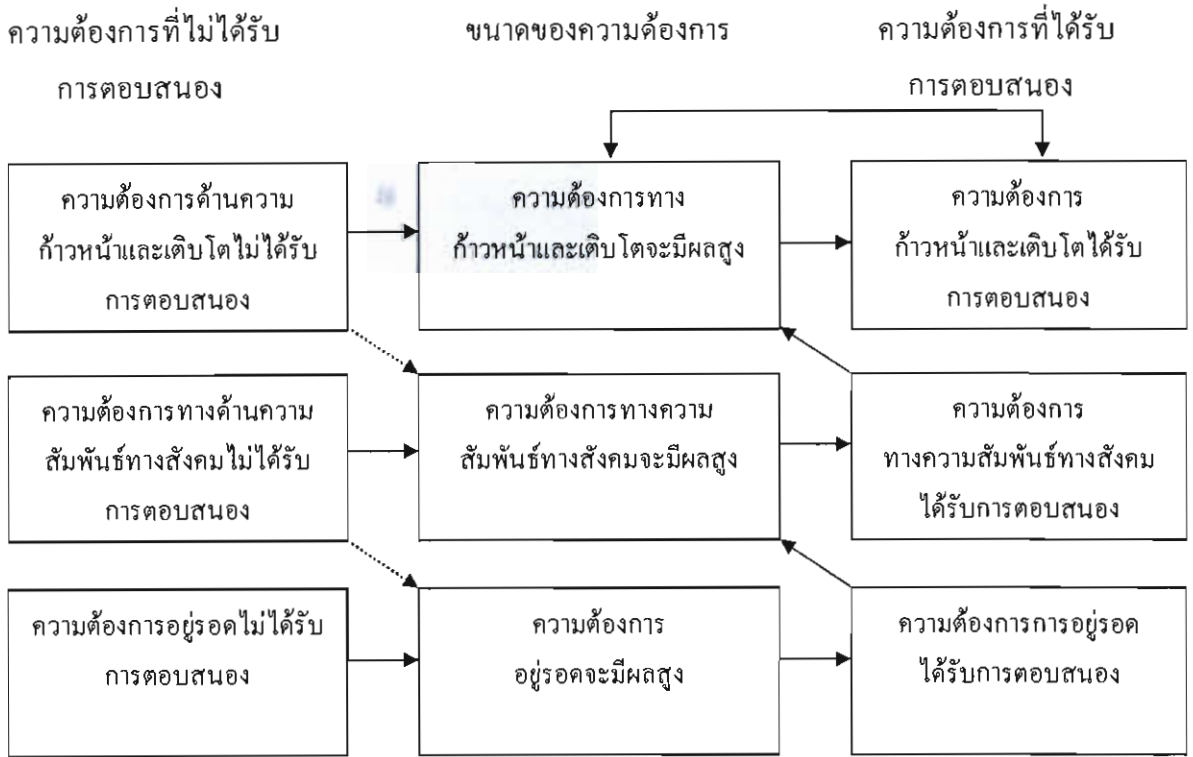 ความต้องการที่ไม่ได้รับ
การตอบสนอง
ขนาดของความต้องการ
ความต้องการที่ได้รับ
การตอบสนอง
ความต้องการด้านความ
ก้าวหน้าและเติบโตไม่ได้รับ
การตอบสนอง
ความต้องการทาง
ก้าวหน้าและเติบโตจะมีผลสูง
ความต้องการ
ก้าวหน้าและเติบโตได้รับ
การตอบสนอง
ความต้องการทางด้านความ
สัมพันธ์ทางสังคมไม่ได้รับ
การตอบสนอง
ความต้องการทางความ
สัมพันธ์ทางสังคมจะมีผลสูง
ความต้องการ
ทางความสัมพันธ์ทางสังคม
ได้รับการตอบสนอง
ความต้องการอยู่รอดไม่ได้รับ
การตอบสนอง
ความต้องการ
อยู่รอดจะมีผลสูง
ความต้องการการอยู่รอด
ได้รับการตอบสนอง